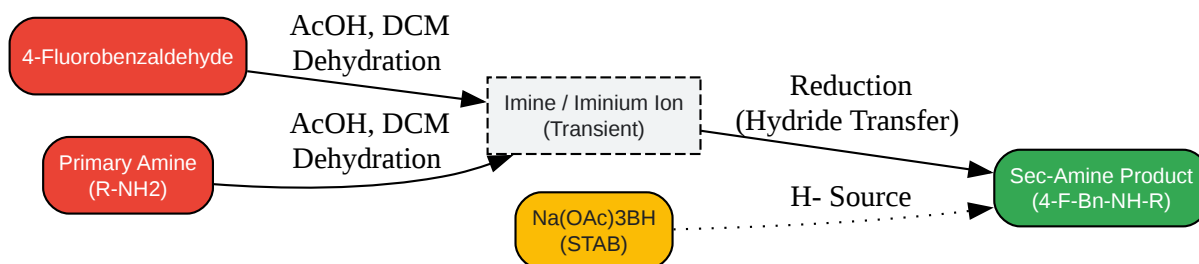 4-Fluorobenzaldehyde
AcOH, DCM
Dehydration
Primary Amine
(R-NH2)
AcOH, DCM
Dehydration
Imine / Iminium Ion
(Transient)
Na(OAc)3BH
(STAB)
Reduction
(Hydride Transfer)
H- Source
Sec-Amine Product
(4-F-Bn-NH-R)